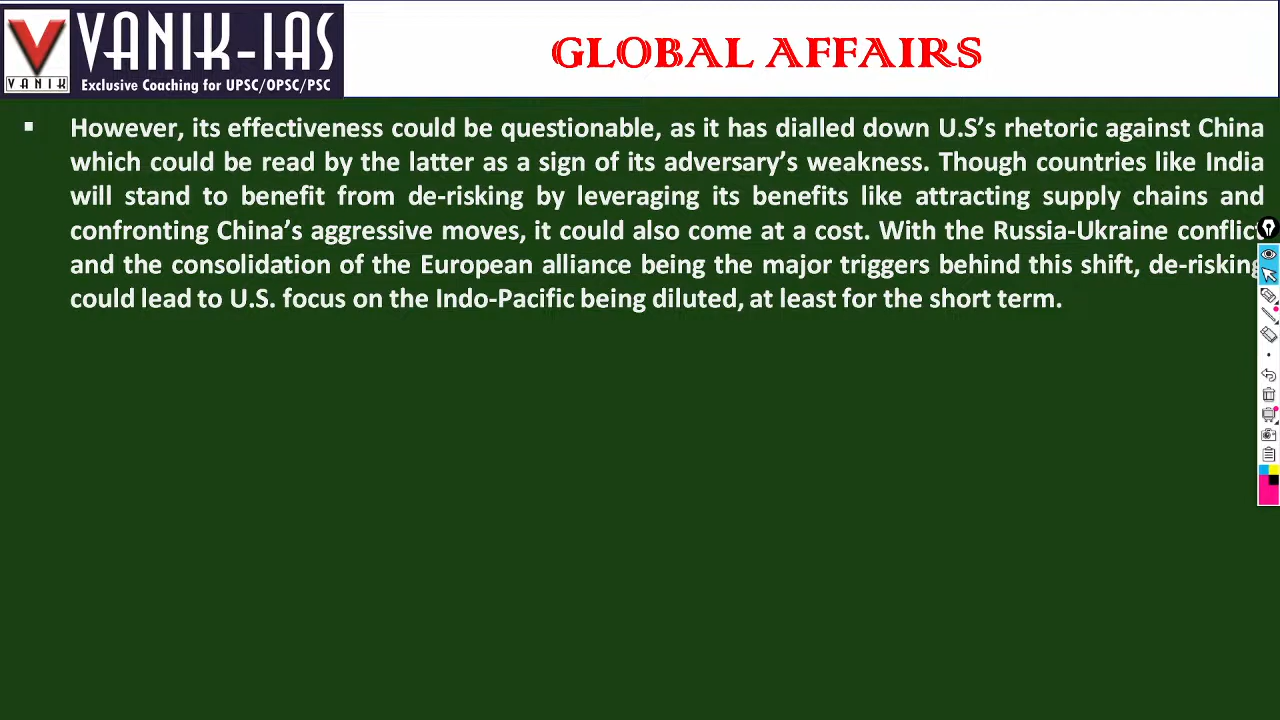 VANIK-IAS
VANIK
Exclusive Coaching for UPSC/OPSC/PSC
GLOBAL AFFAIRS
▪ However, its effectiveness could be questionable, as it has dialled down U.S’s rhetoric against China
which could be read by the latter as a sign of its adversary’s weakness. Though countries like India
will stand to benefit from de-risking by leveraging its benefits like attracting supply chains and
confronting China’s aggressive moves, it could also come at a cost. With the Russia-Ukraine conflict
and the consolidation of the European alliance being the major triggers behind this shift, de-risking
could lead to U.S. focus on the Indo-Pacific being diluted, at least for the short term.